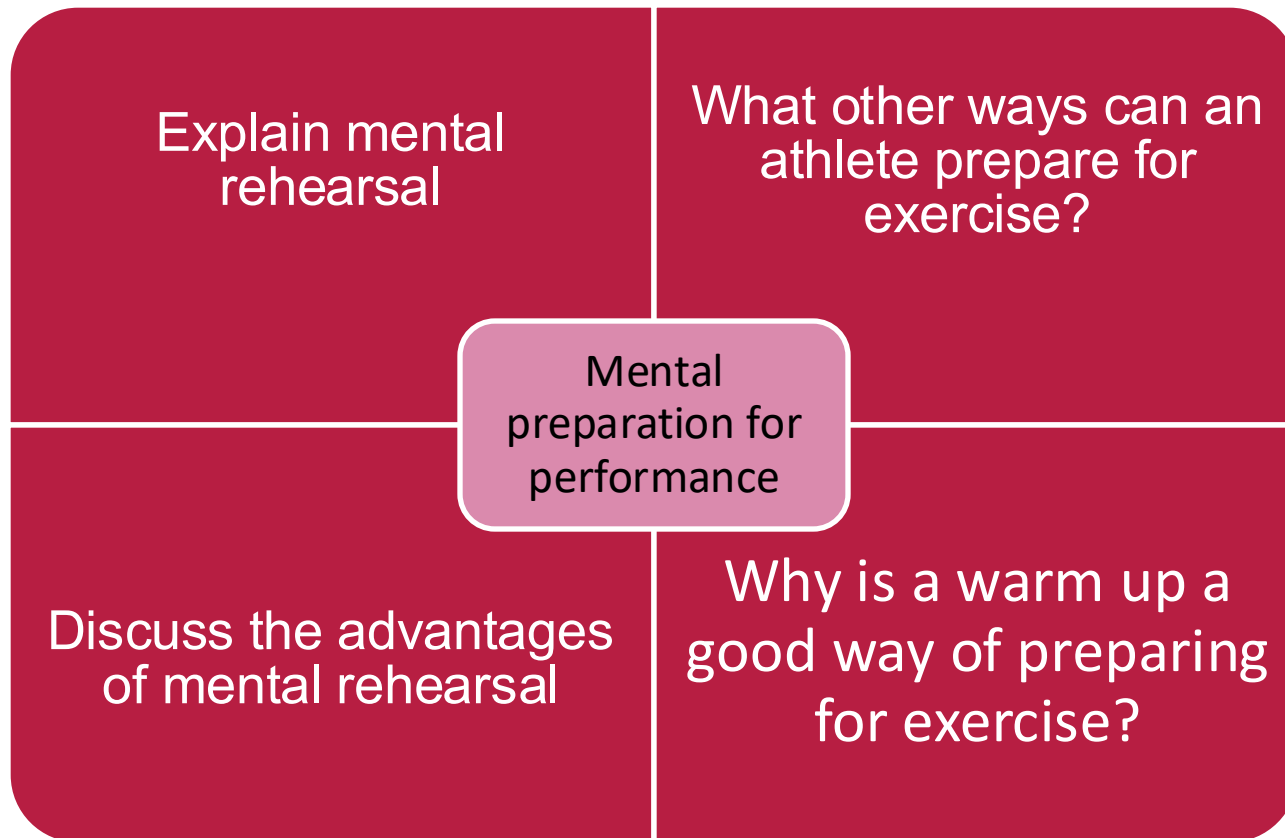 Explain mental
rehearsal
What other ways can an
athlete prepare for
exercise?
Mental
preparation for
performance
Discuss the advantages
of mental rehearsal
Why is a warm up a
good way of preparing
for exercise?